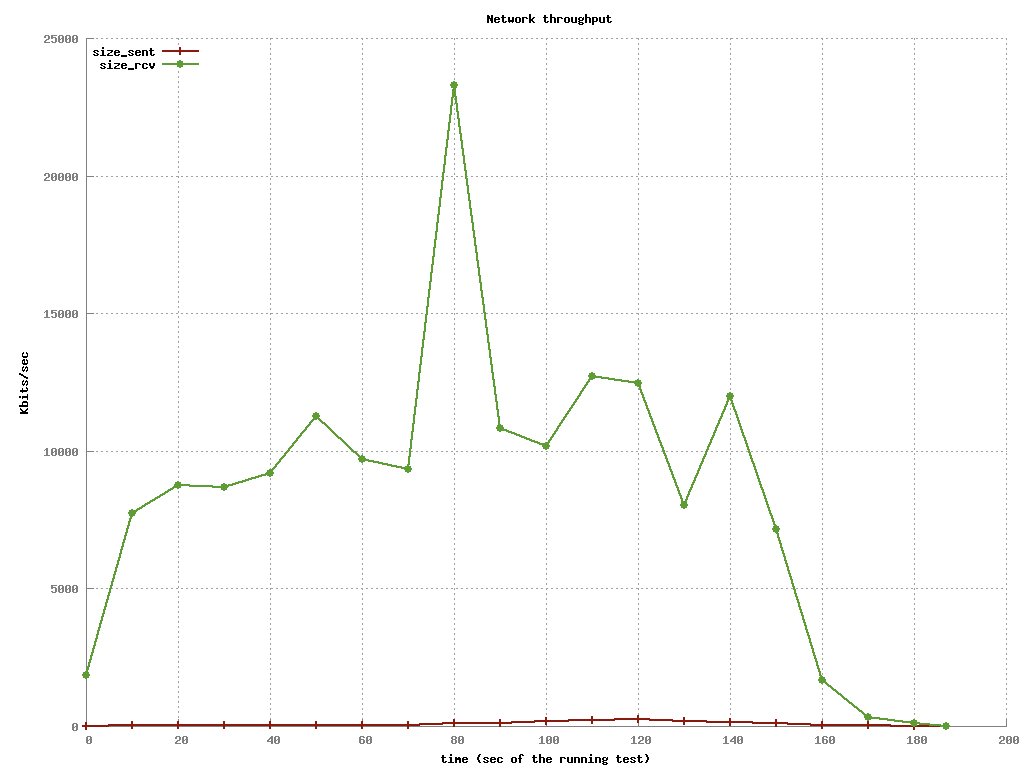 Network throughput
25000
size_sent
size_rcv
20000
15000
Kbits/sec
10000
5000
0
0 20 40 60 80 100 120 140 160 180 200
time (sec of the running test)